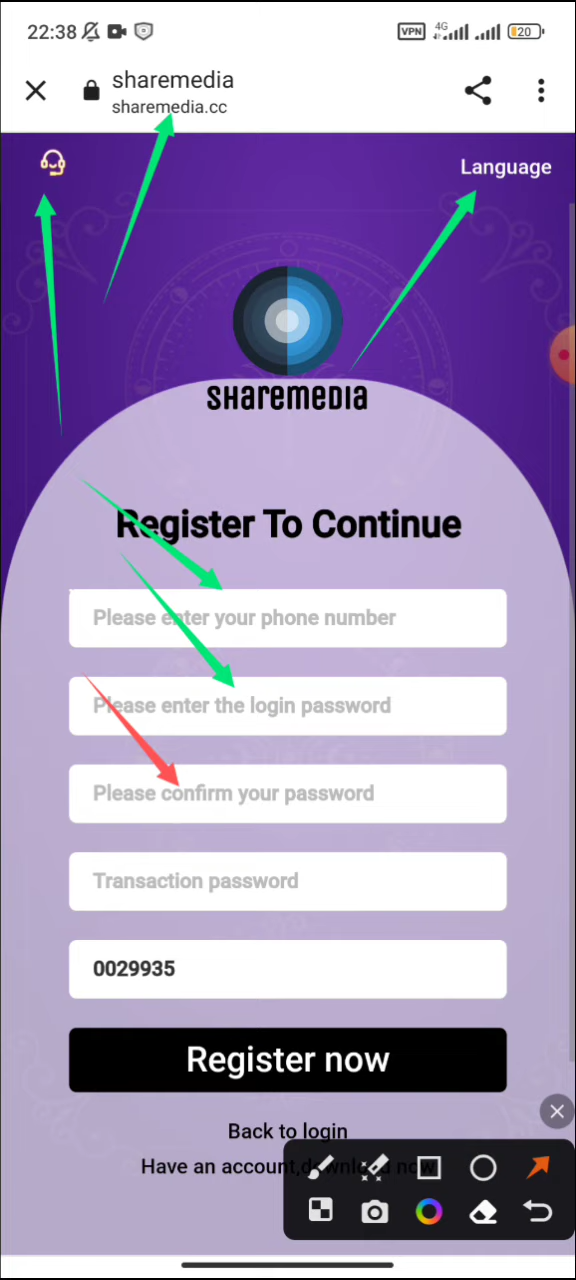 22:38
VPN 4G 20
sharemedia
sharemedia.cc
Language
SHAREMEDIA
Register To Continue
Please enter your phone number
Please enter the login password
Please confirm your password
Transaction password
0029935
Register now
Back to login
Have an account,download now